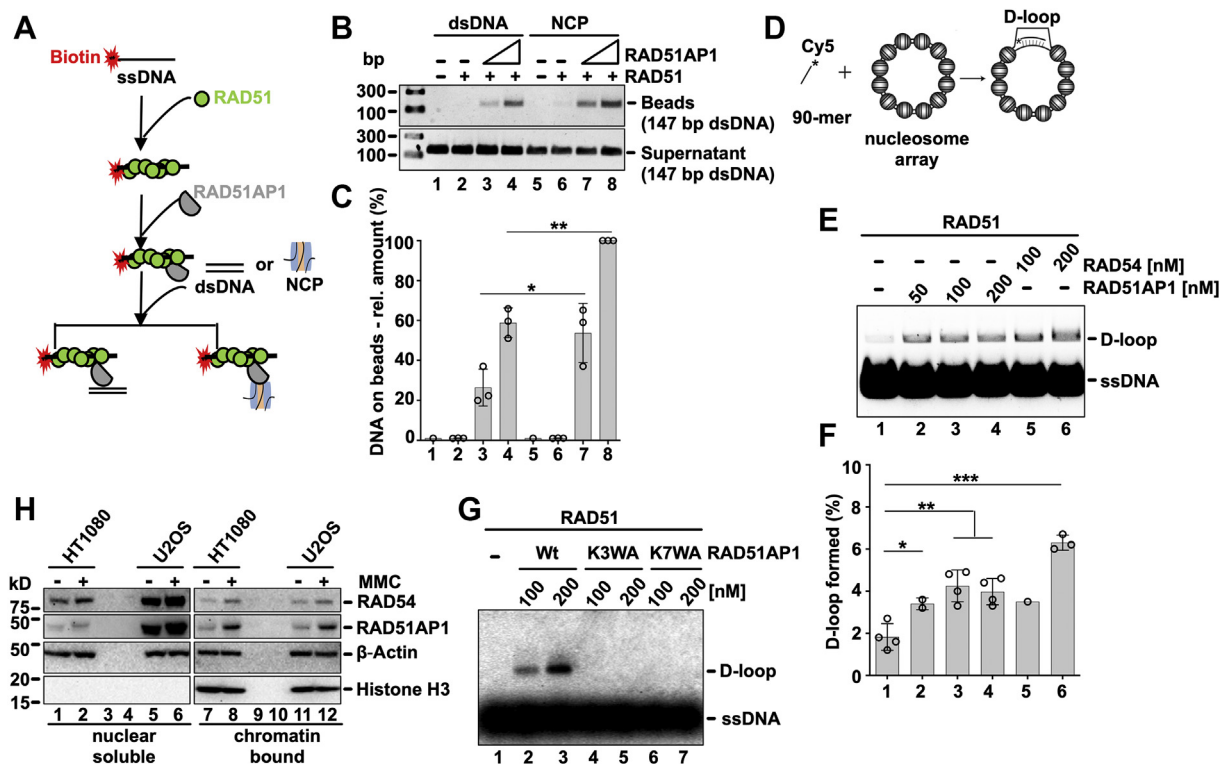 A
Biotin
ssDNA
RAD51
RAD51AP1
or
dsDNA
NCP
B
dsDNA NCP
RAD51AP1
- - - -
bp
- + + + - + + + RAD51
300
100
Beads
(147 bp dsDNA)
300
100
Supernatant
(147 bp dsDNA)
1 2 3 4 5 6 7 8
C
DNA on beads - rel. amount (%)
**
*
100
80
60
40
20
0
1 2 3 4 5 6 7 8
D
D-loop
Cy5
*
+
*
90-mer
nucleosome
array
E
RAD51
- - - - 100 200 RAD54 [nM]
- 50 100 200 - - RAD51AP1 [nM]
D-loop
ssDNA
1 2 3 4 5 6
F
D-loop formed (%)
***
**
*
10
8
6
4
2
0
1 2 3 4 5 6
G
RAD51
- Wt K3WA K7WA RAD51AP1
100 200 100 200 100 200 [nM]
D-loop
ssDNA
1 2 3 4 5 6 7
H
HT1080 U2OS HT1080 U2OS
kD - + - + - + - + MMC
75
RAD54
50
RAD51AP1
50
β-Actin
20
15
Histone H3
1 2 3 4 5 6 7 8 9 10 11 12
nuclear
soluble
chromatin
bound